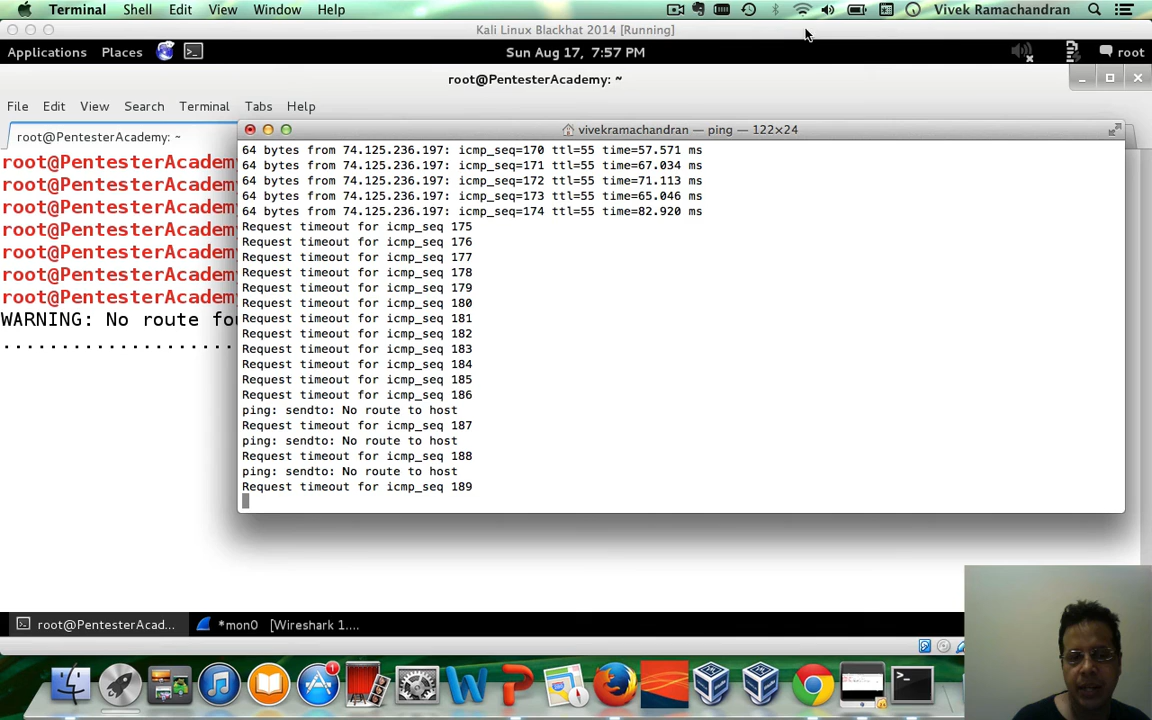 Terminal Shell Edit View Window Help Vivek Ramachandran
Kali Linux Blackhat 2014 [Running]
Applications Places Sun Aug 17, 7:57 PM root
root@PentesterAcademy: ~
File Edit View Search Terminal Tabs Help
root@PentesterAcademy: ~
vivekramachandran — ping — 122×24
root@PentesterAcadem
root@PentesterAcadem
root@PentesterAcadem
root@PentesterAcadem
root@PentesterAcadem
root@PentesterAcadem
root@PentesterAcadem
WARNING: No route fo
......................
64 bytes from 74.125.236.197: icmp_seq=170 ttl=55 time=57.571 ms
64 bytes from 74.125.236.197: icmp_seq=171 ttl=55 time=67.034 ms
64 bytes from 74.125.236.197: icmp_seq=172 ttl=55 time=71.113 ms
64 bytes from 74.125.236.197: icmp_seq=173 ttl=55 time=65.046 ms
64 bytes from 74.125.236.197: icmp_seq=174 ttl=55 time=82.920 ms
Request timeout for icmp_seq 175
Request timeout for icmp_seq 176
Request timeout for icmp_seq 177
Request timeout for icmp_seq 178
Request timeout for icmp_seq 179
Request timeout for icmp_seq 180
Request timeout for icmp_seq 181
Request timeout for icmp_seq 182
Request timeout for icmp_seq 183
Request timeout for icmp_seq 184
Request timeout for icmp_seq 185
Request timeout for icmp_seq 186
ping: sendto: No route to host
Request timeout for icmp_seq 187
ping: sendto: No route to host
Request timeout for icmp_seq 188
ping: sendto: No route to host
Request timeout for icmp_seq 189
root@PentesterAcad... *mon0 [Wireshark 1....